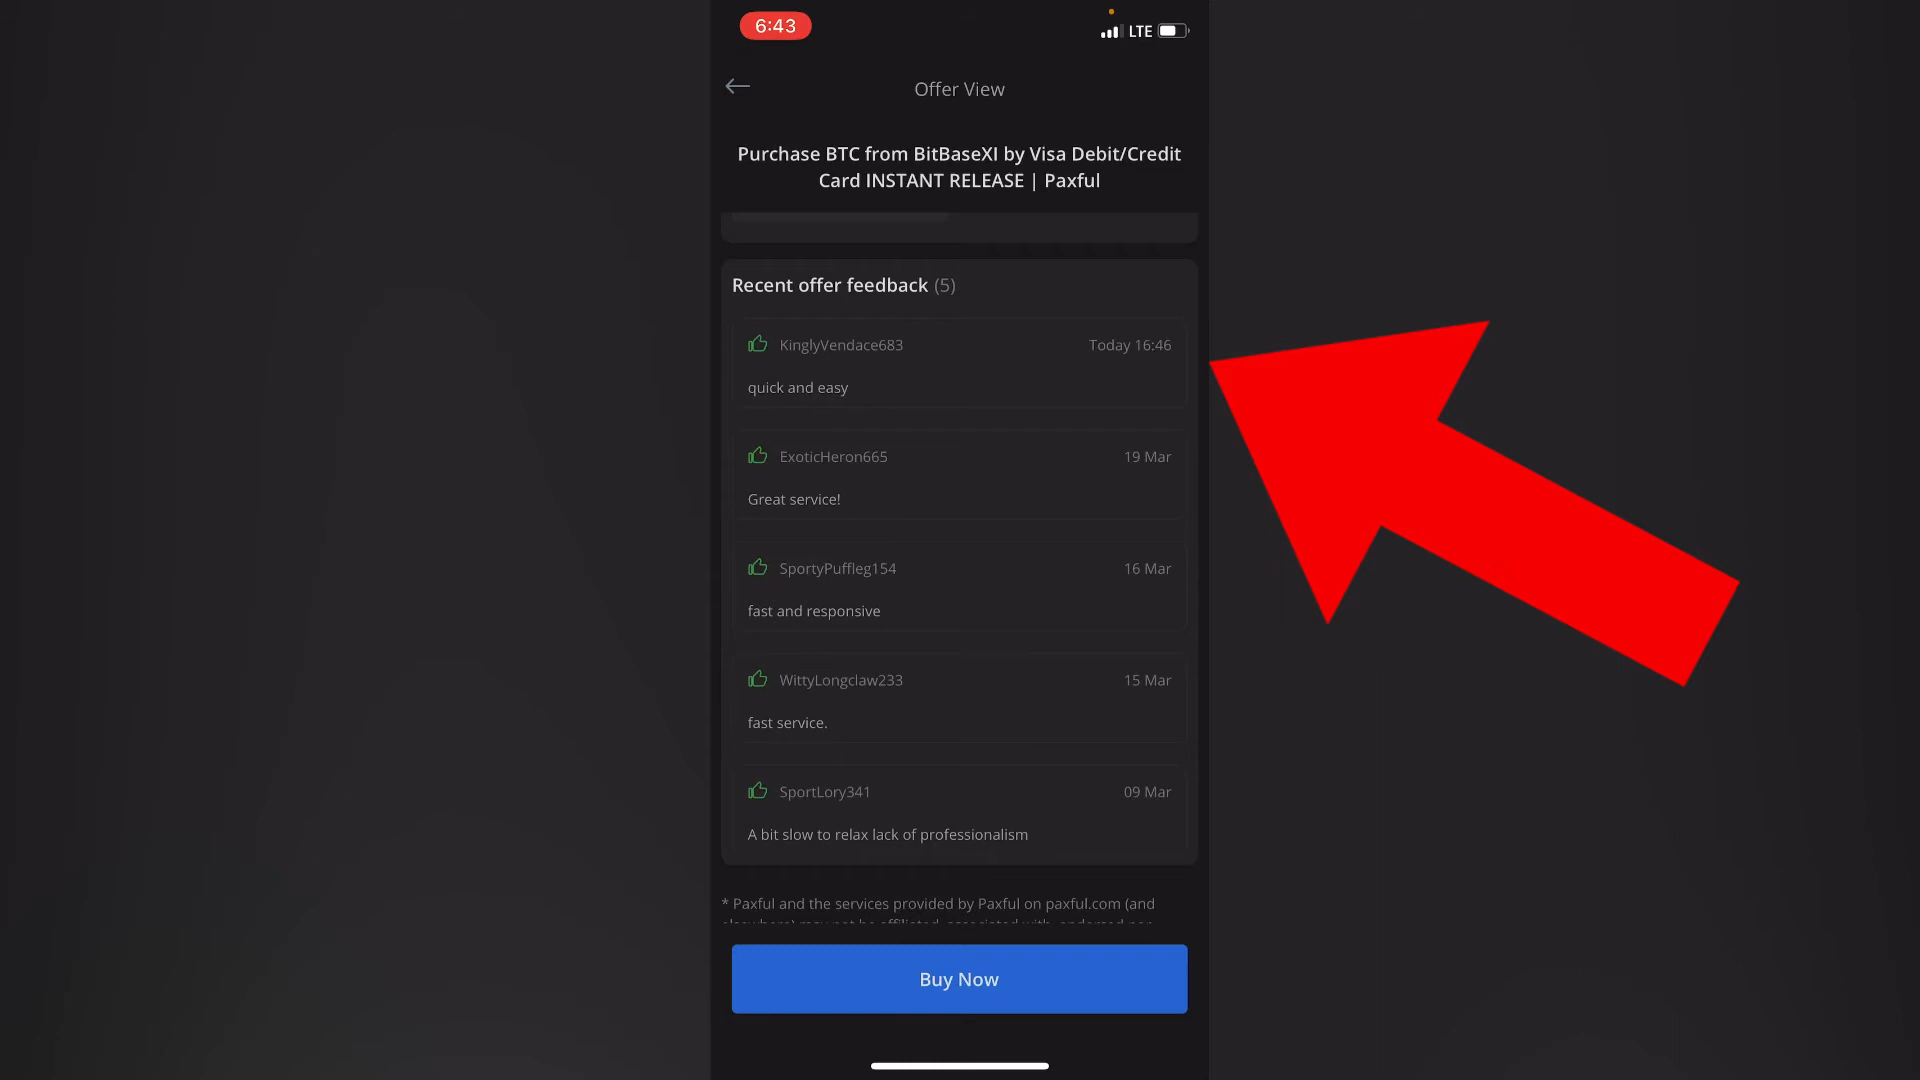 6:43
LTE
Offer View
Purchase BTC from BitBaseXI by Visa Debit/Credit
Card INSTANT RELEASE | Paxful
Recent offer feedback (5)
KinglyVendace683 Today 16:46
quick and easy
ExoticHeron665 19 Mar
Great service!
SportyPuffleg154 16 Mar
fast and responsive
WittyLongclaw233 15 Mar
fast service.
SportLory341 09 Mar
A bit slow to relax lack of professionalism
* Paxful and the services provided by Paxful on paxful.com (and
Buy Now